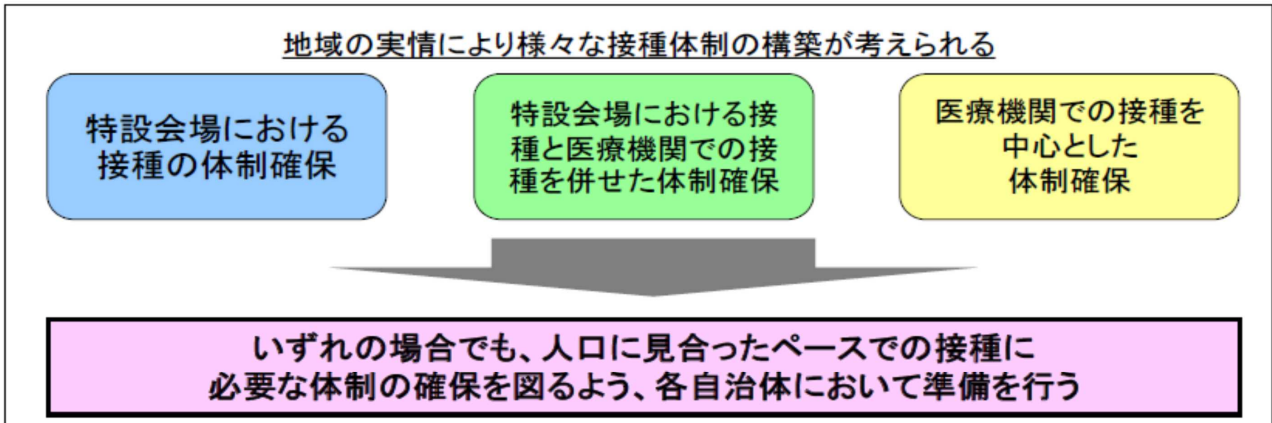 地域の実情により様々な接種体制の構築が考えられる
特設会場における
接種の体制確保
特設会場における接
種と医療機関での接
種を併せた体制確保
医療機関での接種を
中心とした
体制確保
いずれの場合でも、人口に見合ったペースでの接種に
必要な体制の確保を図るよう、各自治体において準備を行う